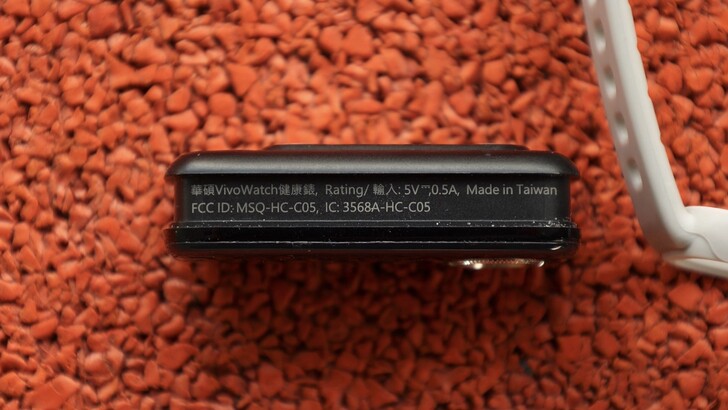 華碩VivoWatch健康錶, Rating/ 輸入: 5V⎓0.5A, Made in Taiwan
FCC ID: MSQ-HC-C05, IC: 3568A-HC-C05